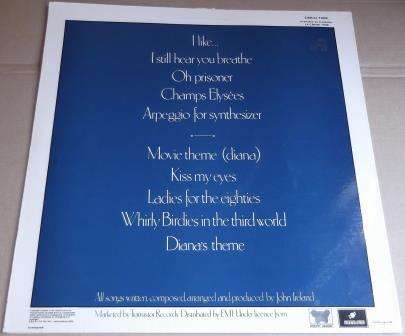 I like...
I still hear you breathe
Oh prisoner
Champs Elysées
Arpeggio for synthesizer
Movie theme (diana)
Kiss my eyes
Ladies for the eighties
Whirly Birdies in the third world
Diana's theme
All songs written, composed, arranged and produced by John Ireland
Marketed by Transistor Records Distributed by EMI Under licence from